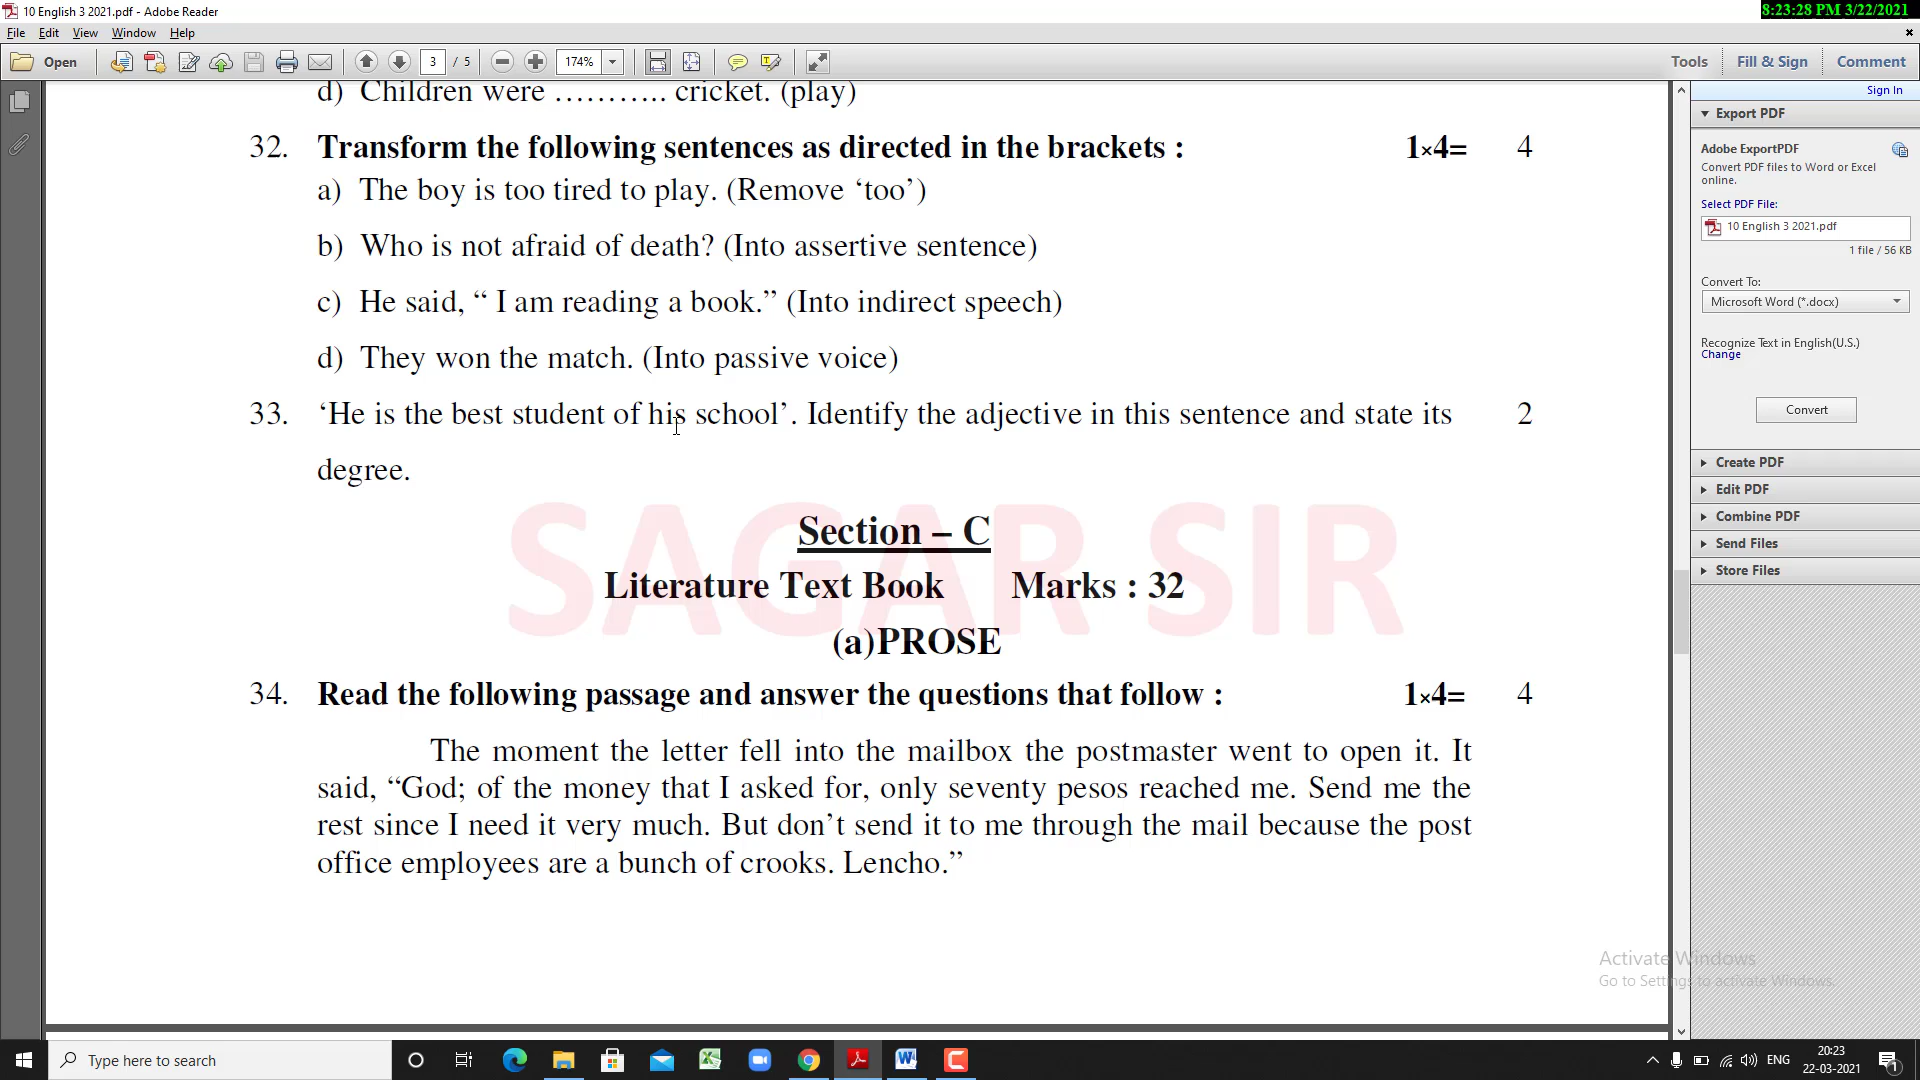 10 English 3 2021.pdf - Adobe Reader
8:23:28 PM 3/22/2021
File Edit View Window Help
Open 3 / 5 174% Tools Fill & Sign Comment
Sign In
d) Children were ……….. cricket. (play)
32. Transform the following sentences as directed in the brackets : 1×4= 4
a) The boy is too tired to play. (Remove ‘too’)
b) Who is not afraid of death? (Into assertive sentence)
c) He said, “ I am reading a book.” (Into indirect speech)
d) They won the match. (Into passive voice)
33. ‘He is the best student of his school’. Identify the adjective in this sentence and state its 2
degree.
SAGAR SIR
Section – C
Literature Text Book Marks : 32
(a)PROSE
34. Read the following passage and answer the questions that follow : 1×4= 4
The moment the letter fell into the mailbox the postmaster went to open it. It
said, “God; of the money that I asked for, only seventy pesos reached me. Send me the
rest since I need it very much. But don’t send it to me through the mail because the post
office employees are a bunch of crooks. Lencho.”
Export PDF
Adobe ExportPDF
Convert PDF files to Word or Excel
online.
Select PDF File:
10 English 3 2021.pdf
1 file / 56 KB
Convert To:
Microsoft Word (*.docx)
Recognize Text in English(U.S.)
Change
Convert
Create PDF
Edit PDF
Combine PDF
Send Files
Store Files
Activate Windows
Go to Settings to activate Windows.
Type here to search
ENG
20:23
22-03-2021
1